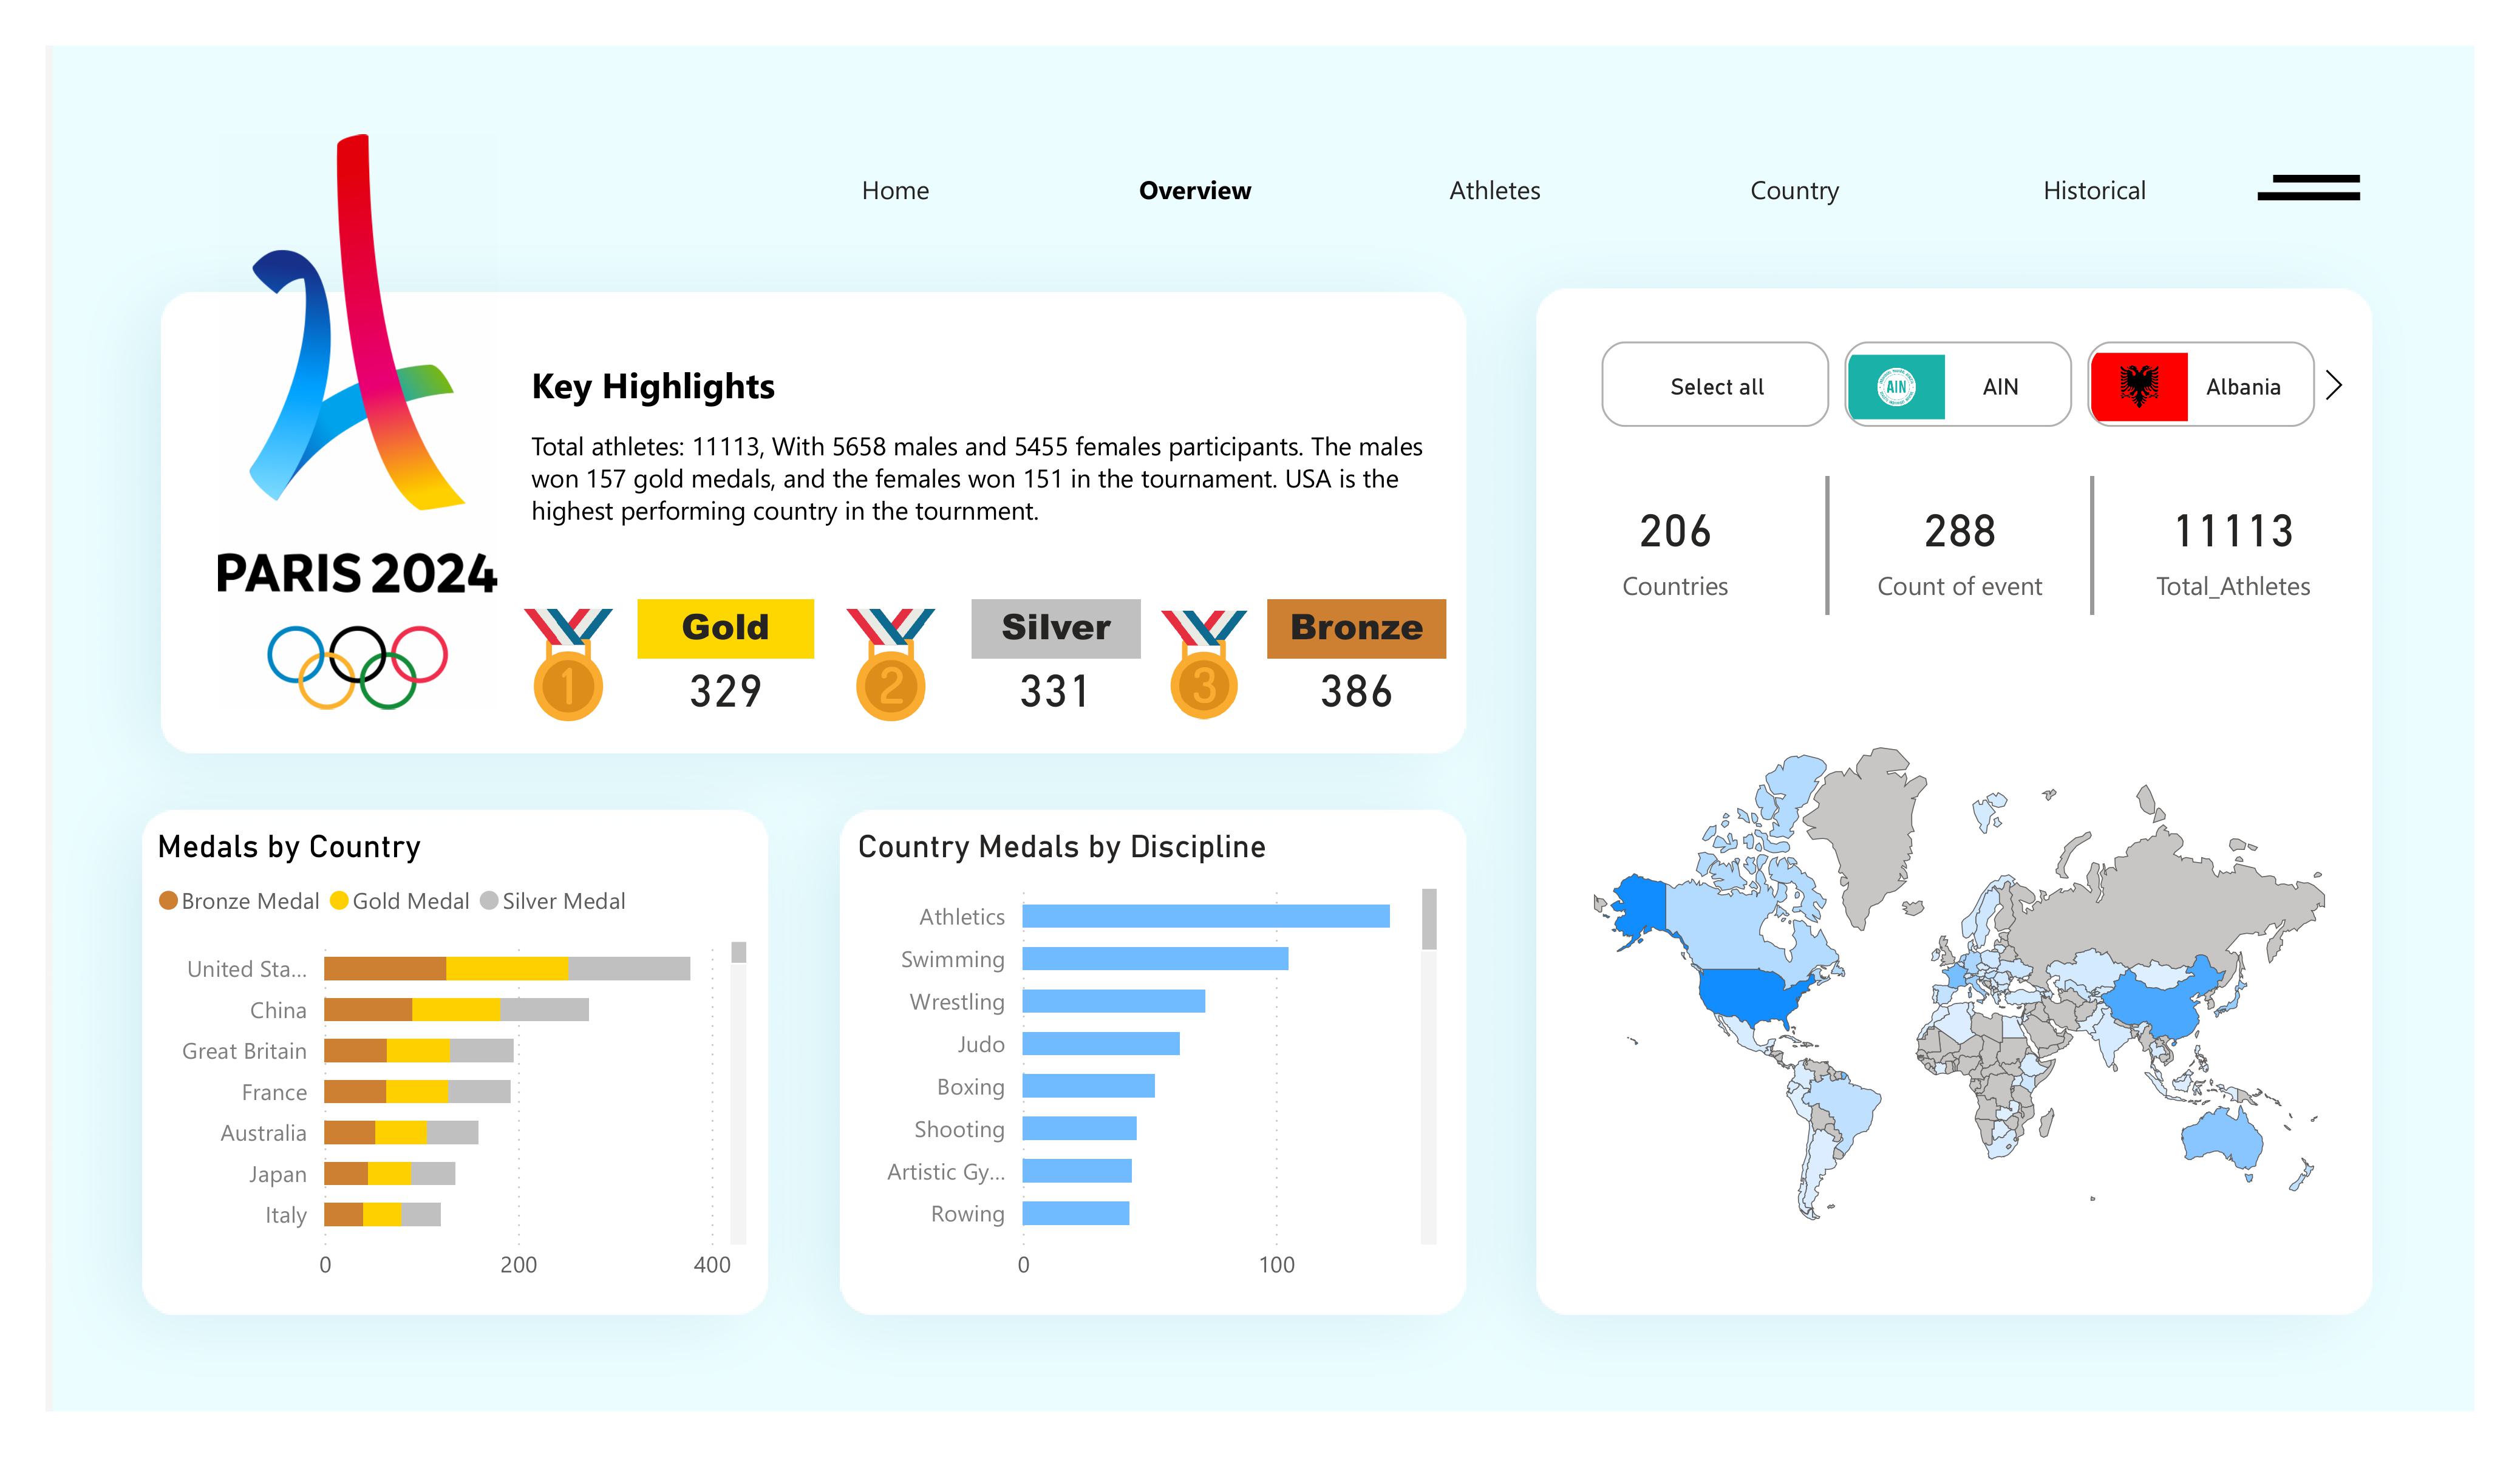 Home
Overview
Athletes
Country
Historical
PARIS 2024
Key Highlights
Total athletes: 11113, With 5658 males and 5455 females participants. The males
won 157 gold medals, and the females won 151 in the tournament. USA is the
highest performing country in the tournment.
1
Gold
329
2
Silver
331
3
Bronze
386
Select all
AIN
AIN
Albania
206
Countries
288
Count of event
11113
Total_Athletes
Medals by Country
Bronze Medal
Gold Medal
Silver Medal
United Sta...
China
Great Britain
France
Australia
Japan
Italy
0
200
400
Country Medals by Discipline
Athletics
Swimming
Wrestling
Judo
Boxing
Shooting
Artistic Gy...
Rowing
0
100